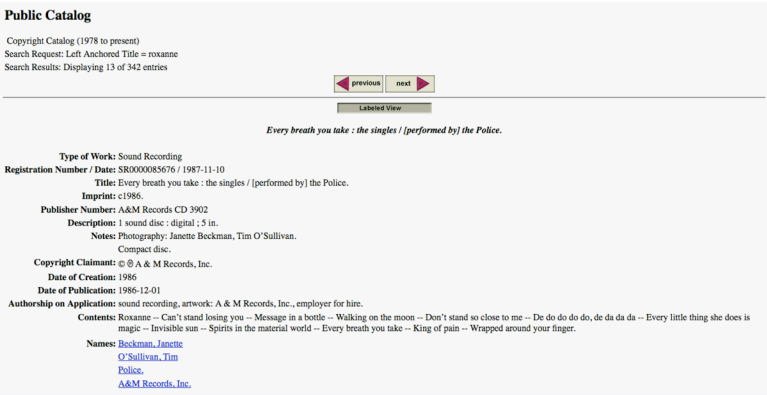 Public Catalog
Copyright Catalog (1978 to present)
Search Request: Left Anchored Title = roxanne
Search Results: Displaying 13 of 342 entries
previous next
Labeled View
Every breath you take : the singles / [performed by] the Police.
Type of Work: Sound Recording
Registration Number / Date: SR0000085676 / 1987-11-10
Title: Every breath you take : the singles / [performed by] the Police.
Imprint: c1986.
Publisher Number: A&M Records CD 3902
Description: 1 sound disc : digital ; 5 in.
Notes: Photography: Janette Beckman, Tim O'Sullivan.
Compact disc.
Copyright Claimant: © ℗ A & M Records, Inc.
Date of Creation: 1986
Date of Publication: 1986-12-01
Authorship on Application: sound recording, artwork: A & M Records, Inc., employer for hire.
Contents: Roxanne -- Can't stand losing you -- Message in a bottle -- Walking on the moon -- Don't stand so close to me -- De do do do do, de da da da -- Every little thing she does is
magic -- Invisible sun -- Spirits in the material world -- Every breath you take -- King of pain -- Wrapped around your finger.
Names: Beckman, Janette
O'Sullivan, Tim
Police.
A&M Records, Inc.